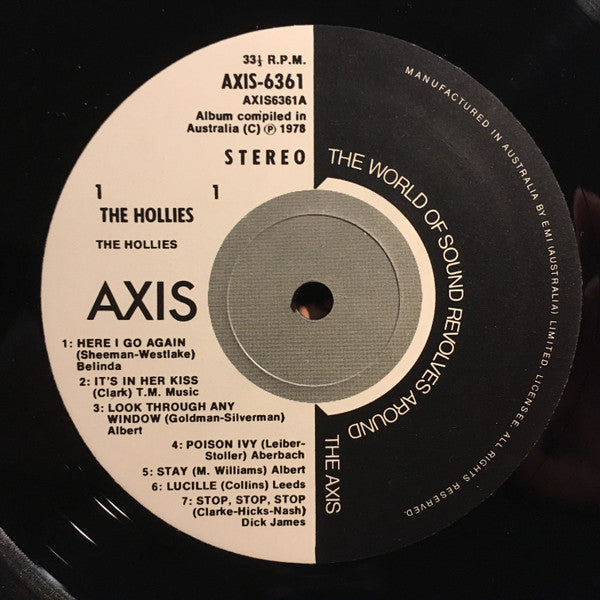 33⅓ R.P.M.
AXIS-6361
AXIS6361A
Album compiled in
Australia (C) Ⓟ 1978
STEREO
1 1
THE HOLLIES
THE HOLLIES
AXIS
1: HERE I GO AGAIN
(Sheeman-Westlake)
Belinda
2: IT'S IN HER KISS
(Clark) T.M. Music
3: LOOK THROUGH ANY
WINDOW (Goldman-Silverman)
Albert
4: POISON IVY (Leiber-
Stoller) Aberbach
5: STAY (M. Williams) Albert
6: LUCILLE (Collins) Leeds
7: STOP, STOP, STOP
(Clarke-Hicks-Nash)
Dick James
THE WORLD OF SOUND REVOLVES AROUND
THE AXIS
MANUFACTURED IN AUSTRALIA BY EMI (AUSTRALIA) LIMITED, LICENSEE, ALL RIGHTS RESERVED.